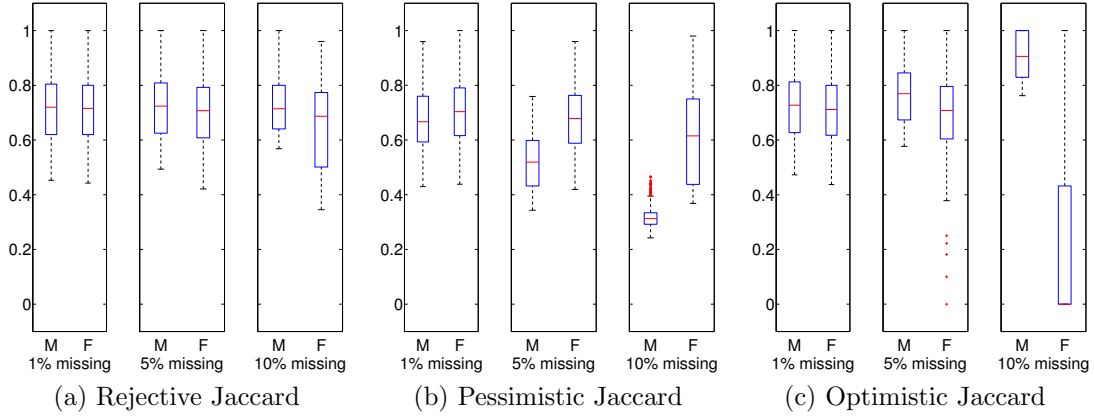 1
0.8
0.6
0.4
0.2
0
M F
1% missing
M F
5% missing
M F
10% missing
(a) Rejective Jaccard
1
0.8
0.6
0.4
0.2
0
M F
1% missing
M F
5% missing
M F
10% missing
(b) Pessimistic Jaccard
1
0.8
0.6
0.4
0.2
0
M F
1% missing
M F
5% missing
M F
10% missing
(c) Optimistic Jaccard